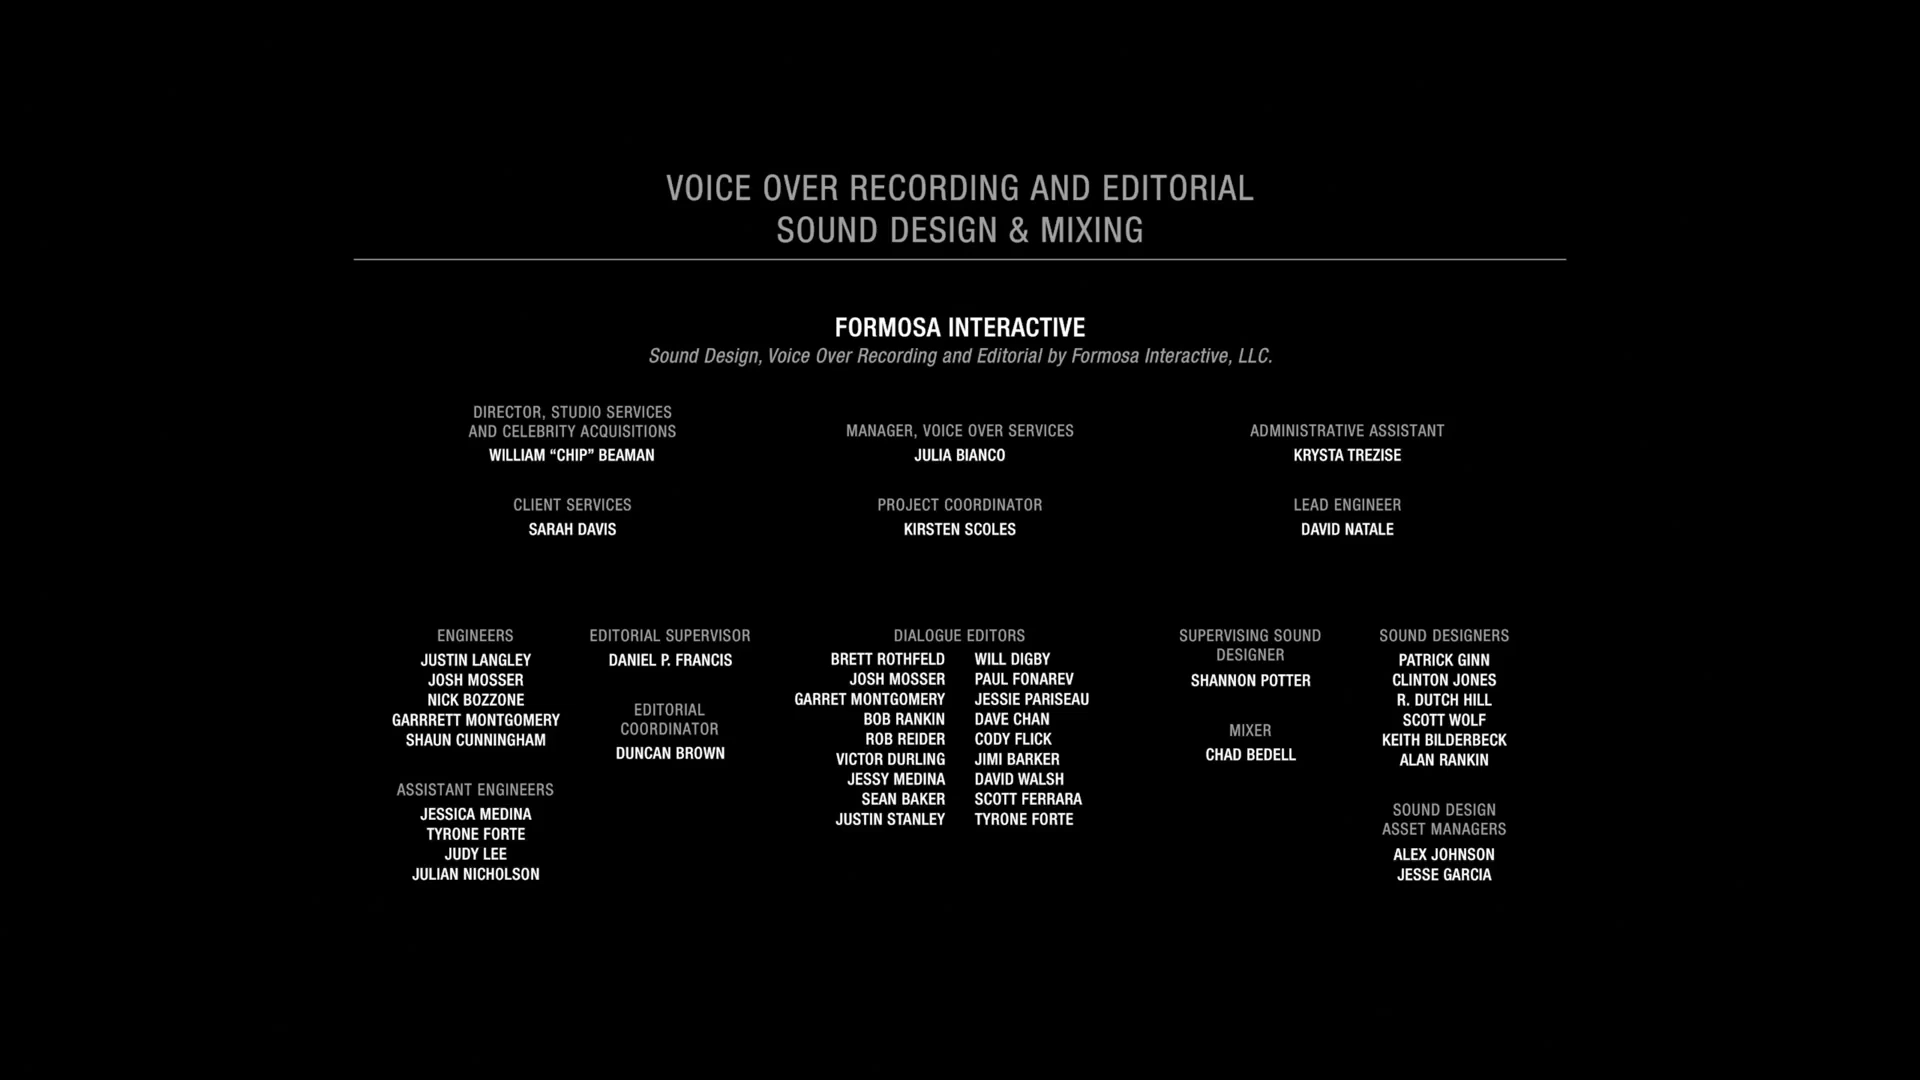 VOICE OVER RECORDING AND EDITORIAL
SOUND DESIGN & MIXING
FORMOSA INTERACTIVE
Sound Design, Voice Over Recording and Editorial by Formosa Interactive, LLC.
DIRECTOR, STUDIO SERVICES
AND CELEBRITY ACQUISITIONS
WILLIAM “CHIP” BEAMAN
MANAGER, VOICE OVER SERVICES
JULIA BIANCO
ADMINISTRATIVE ASSISTANT
KRYSTA TREZISE
CLIENT SERVICES
SARAH DAVIS
PROJECT COORDINATOR
KIRSTEN SCOLES
LEAD ENGINEER
DAVID NATALE
ENGINEERS
JUSTIN LANGLEY
JOSH MOSSER
NICK BOZZONE
GARRRETT MONTGOMERY
SHAUN CUNNINGHAM
ASSISTANT ENGINEERS
JESSICA MEDINA
TYRONE FORTE
JUDY LEE
JULIAN NICHOLSON
EDITORIAL SUPERVISOR
DANIEL P. FRANCIS
EDITORIAL
COORDINATOR
DUNCAN BROWN
DIALOGUE EDITORS
BRETT ROTHFELD WILL DIGBY
JOSH MOSSER PAUL FONAREV
GARRET MONTGOMERY JESSIE PARISEAU
BOB RANKIN DAVE CHAN
ROB REIDER CODY FLICK
VICTOR DURLING JIMI BARKER
JESSY MEDINA DAVID WALSH
SEAN BAKER SCOTT FERRARA
JUSTIN STANLEY TYRONE FORTE
SUPERVISING SOUND
DESIGNER
SHANNON POTTER
MIXER
CHAD BEDELL
SOUND DESIGNERS
PATRICK GINN
CLINTON JONES
R. DUTCH HILL
SCOTT WOLF
KEITH BILDERBECK
ALAN RANKIN
SOUND DESIGN
ASSET MANAGERS
ALEX JOHNSON
JESSE GARCIA